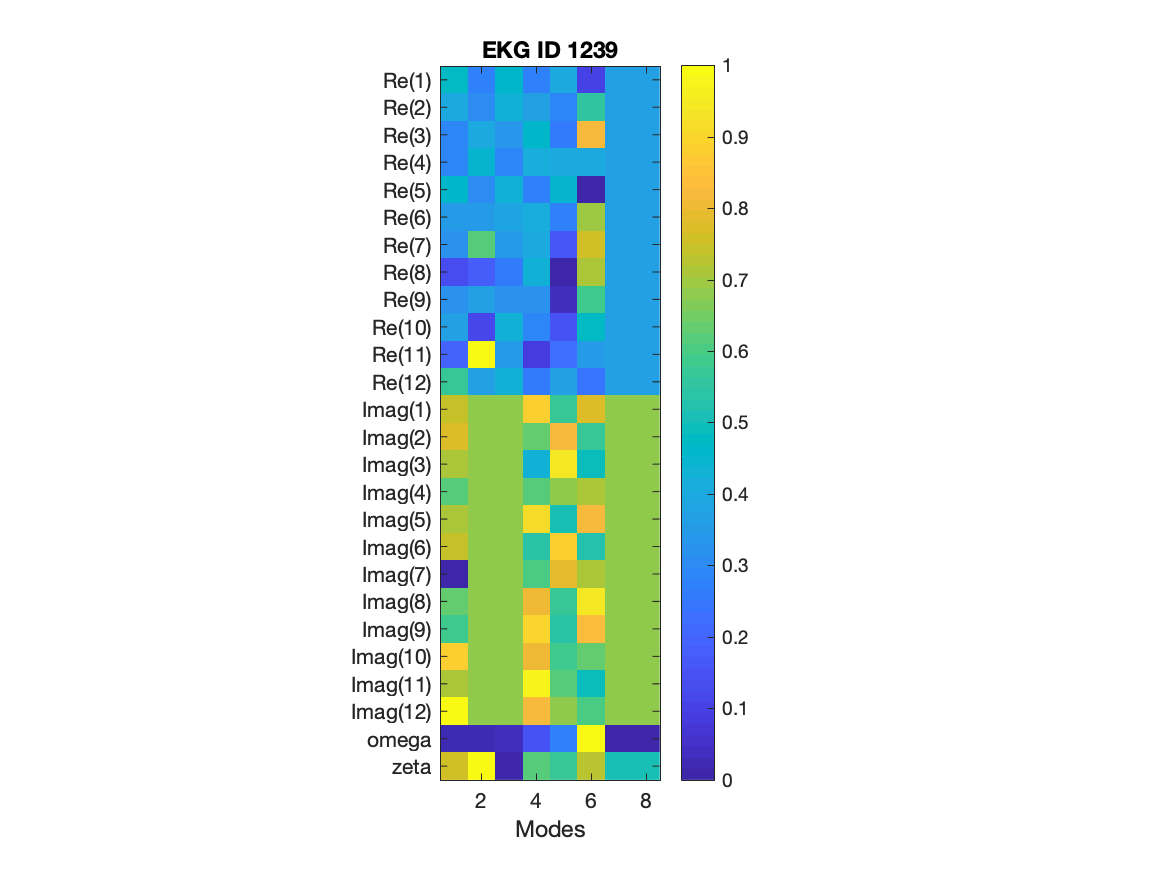 EKG ID 1239
Re(1)
Re(2)
Re(3)
Re(4)
Re(5)
Re(6)
Re(7)
Re(8)
Re(9)
Re(10)
Re(11)
Re(12)
Imag(1)
Imag(2)
Imag(3)
Imag(4)
Imag(5)
Imag(6)
Imag(7)
Imag(8)
Imag(9)
Imag(10)
Imag(11)
Imag(12)
omega
zeta
2 4 6 8
Modes
1
0.9
0.8
0.7
0.6
0.5
0.4
0.3
0.2
0.1
0